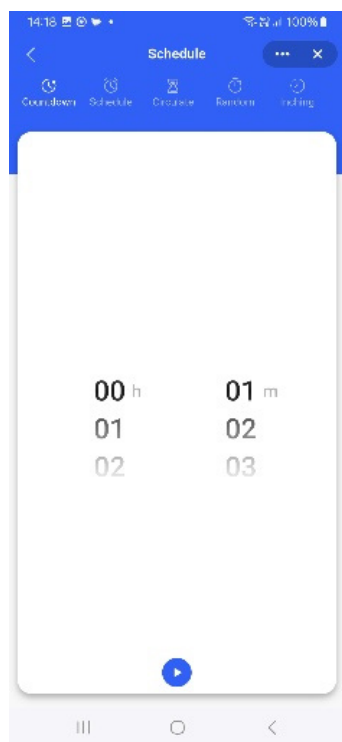 14:18 100%
Schedule
Countdown Schedule Circulate Random Inching
00 h 01 m
01 02
02 03